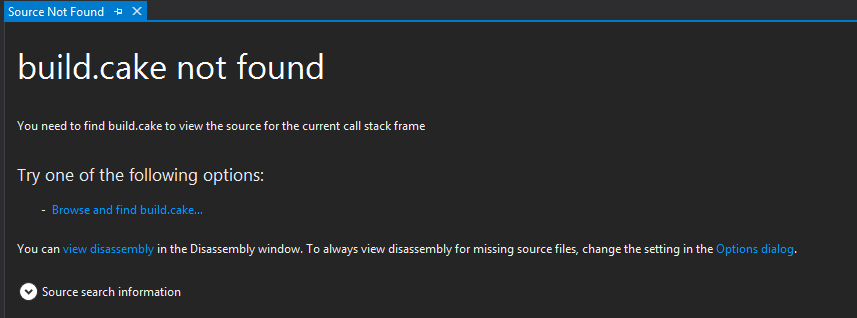 Source Not Found
build.cake not found
You need to find build.cake to view the source for the current call stack frame
Try one of the following options:
- Browse and find build.cake...
You can view disassembly in the Disassembly window. To always view disassembly for missing source files, change the setting in the Options dialog.
Source search information